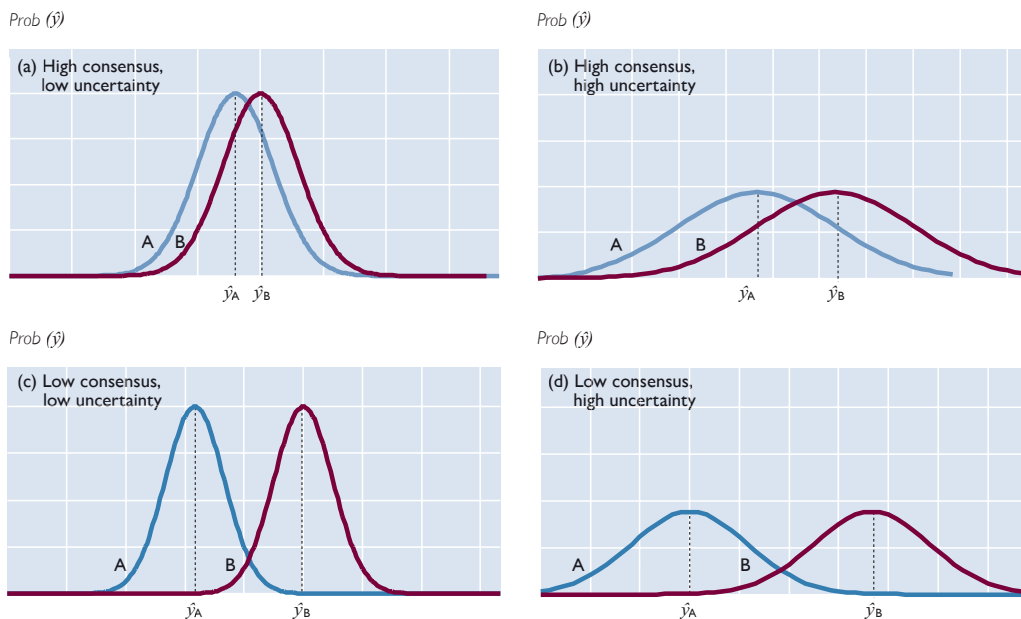 Prob (ŷ)
(a) High consensus,
low uncertainty
A
B
ŷA
ŷB
Prob (ŷ)
(b) High consensus,
high uncertainty
A
B
ŷA
ŷB
Prob (ŷ)
(c) Low consensus,
low uncertainty
A
B
ŷA
ŷB
Prob (ŷ)
(d) Low consensus,
high uncertainty
A
B
ŷA
ŷB